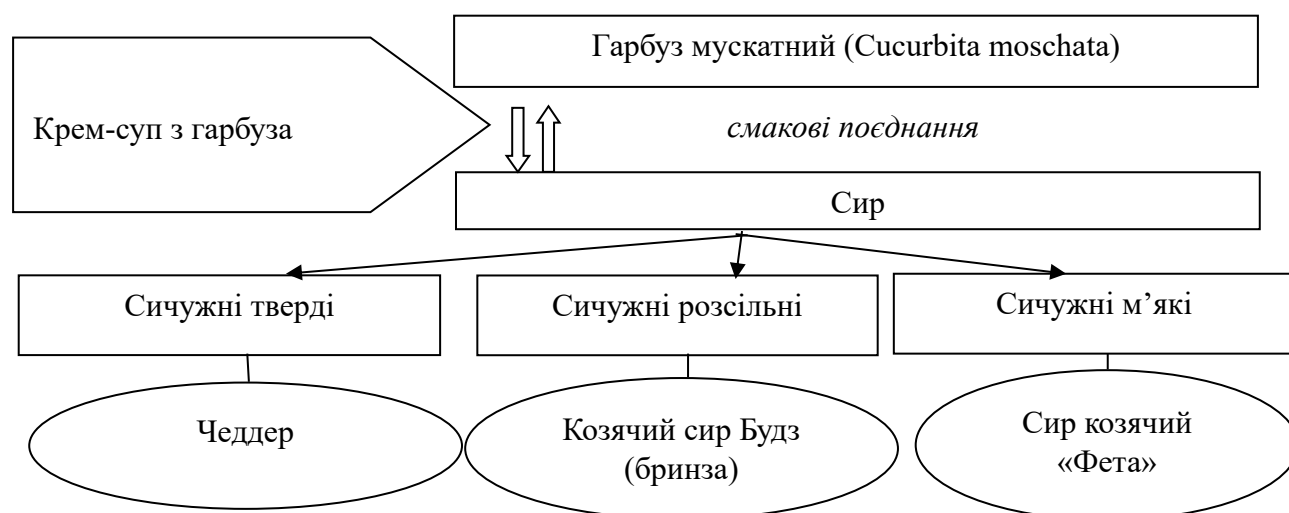 Гарбуз мускатний (Cucurbita moschata)
Крем-суп з гарбуза
смакові поєднання
Сир
Сичужні тверді
Сичужні розсільні
Сичужні м’які
Чеддер
Козячий сир Будз
(бринза)
Сир козячий
«Фета»